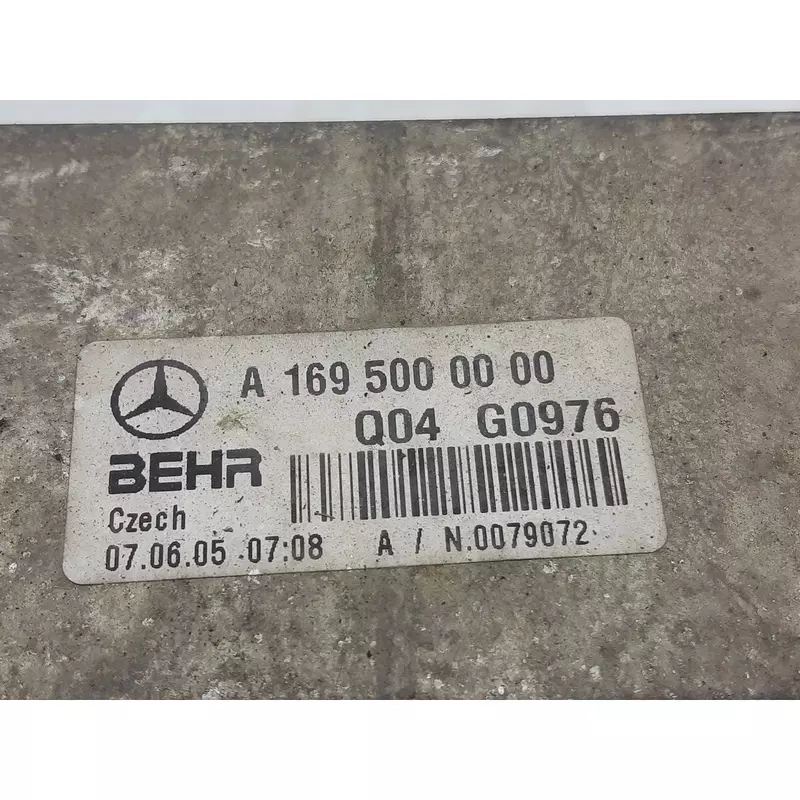 A 169 500 00 00
Q04 G0976
BEHR
Czech
07.06.05 07:08 A / N.0079072